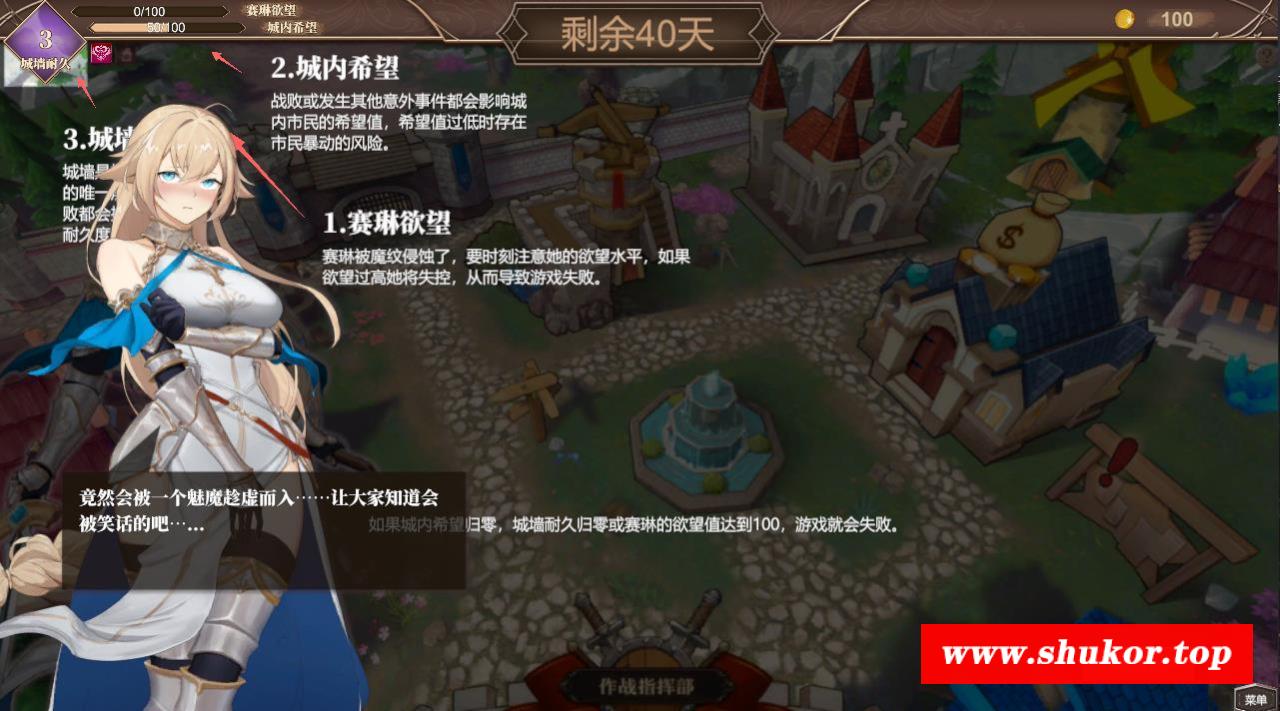 0/100
赛琳欲望
50/100
城内希望
3
城墙耐久
剩余40天
100
2.城内希望
战败或发生其他意外事件都会影响城
内市民的希望值，希望值过低时存在
市民暴动的风险。
3.城墙
城墙是
的唯一
败都会
耐久度
1.赛琳欲望
赛琳被魔纹侵蚀了，要时刻注意她的欲望水平，如果
欲望过高她将失控，从而导致游戏失败。
竟然会被一个魅魔趁虚而入……让大家知道会
被笑话的吧……
如果城内希望归零，城墙耐久归零或赛琳的欲望值达到100，游戏就会失败。
www.shukor.top
作战指挥部
菜单